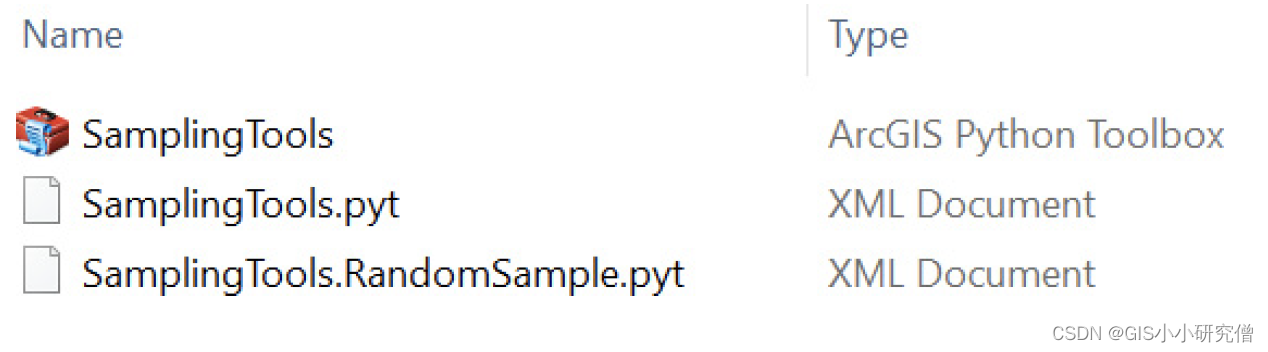 Name Type
SamplingTools ArcGIS Python Toolbox
SamplingTools.pyt XML Document
SamplingTools.RandomSample.pyt XML Document
CSDN @GIS小小研究僧